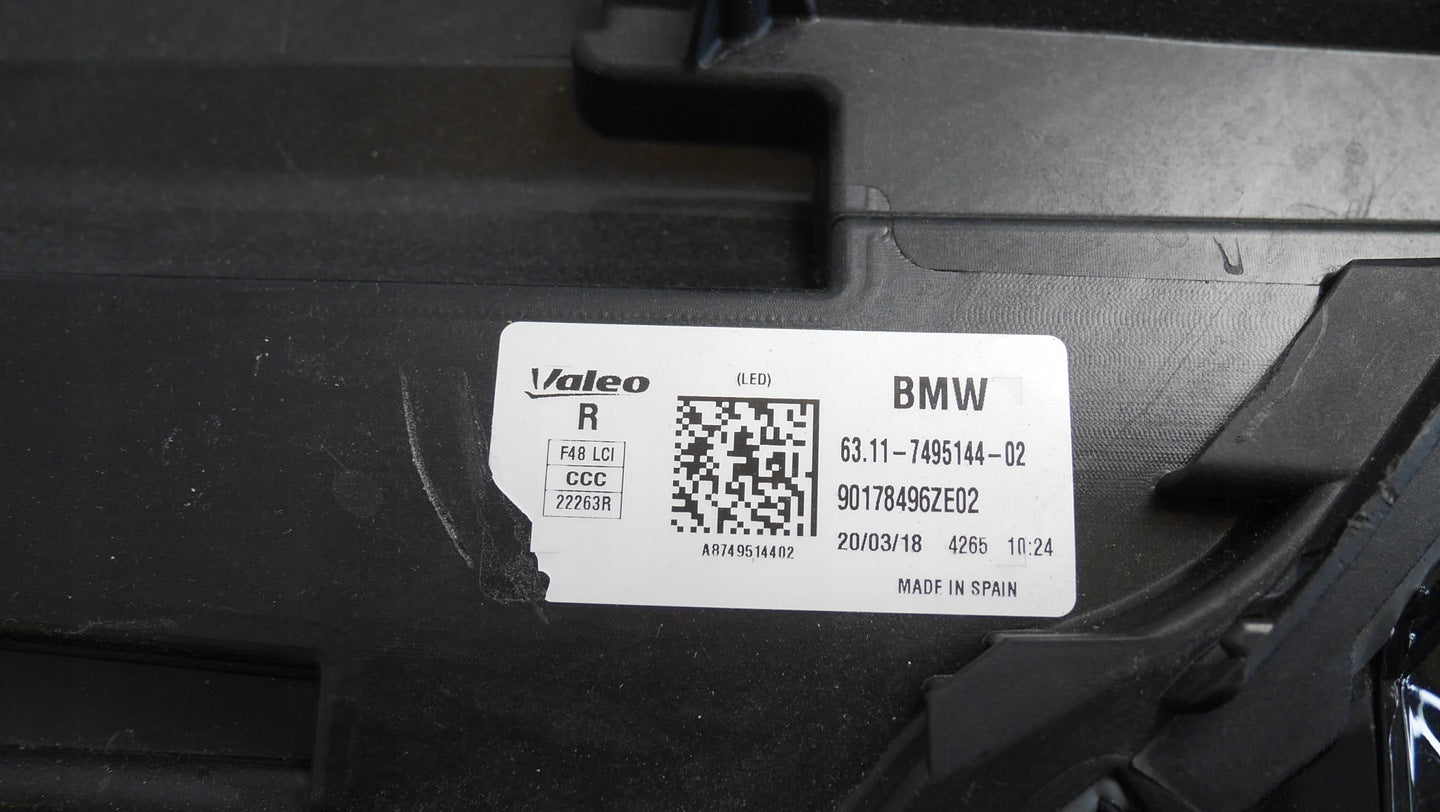 Valeo
R
F48 LCI
CCC
22263R
(LED)
A8749514402
BMW
63.11-7495144-02
90178496ZE02
20/03/18 4265 10:24
MADE IN SPAIN